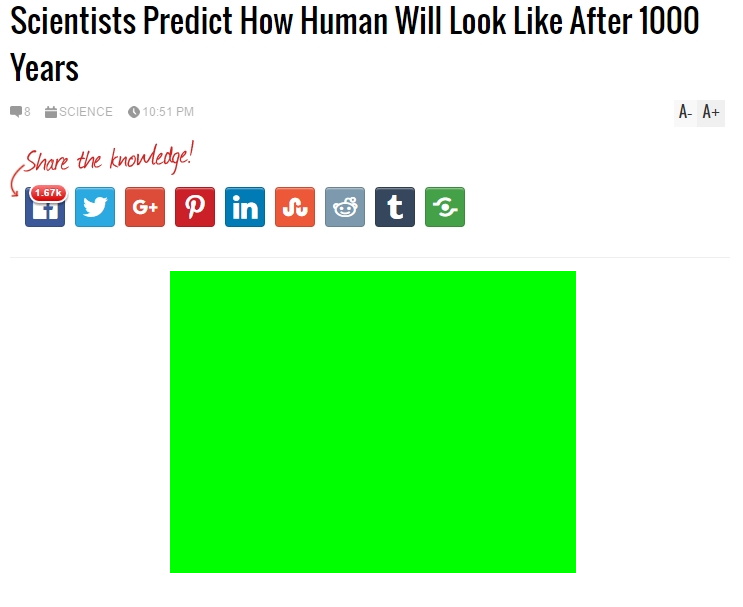 Scientists Predict How Human Will Look Like After 1000
Years
8 SCIENCE 10:51 PM A- A+
Share the knowledge!
1.67k
f G+ in t